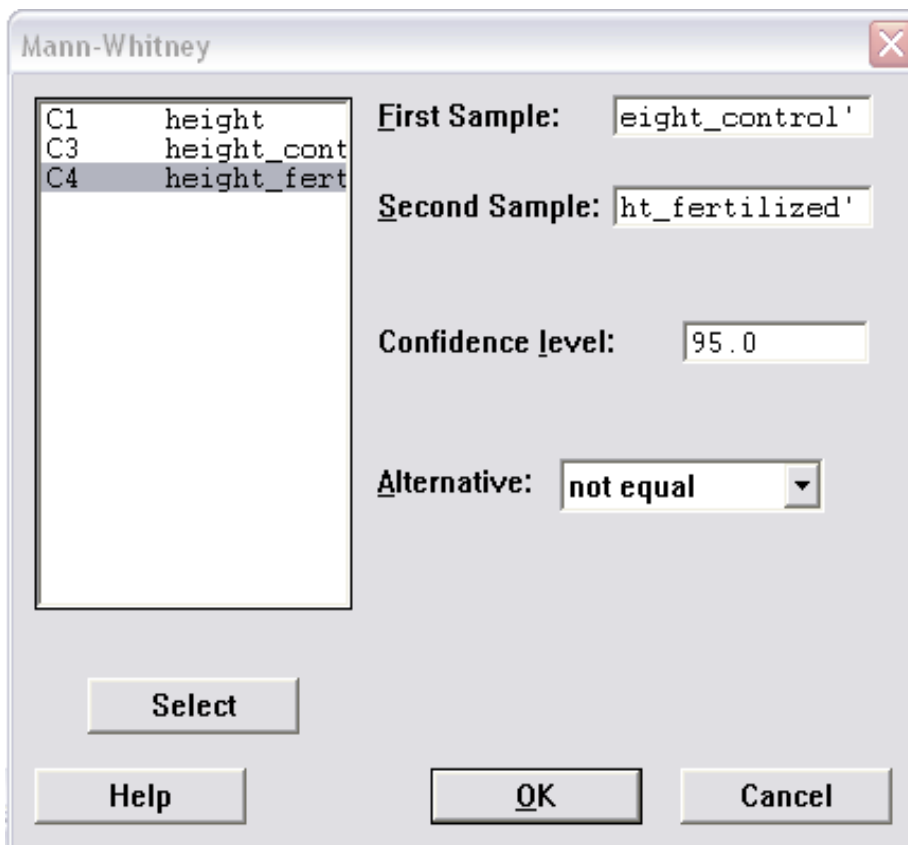 Mann-Whitney
C1 height
C3 height_cont
C4 height_fert
First Sample: eight_control'
Second Sample: ht_fertilized'
Confidence level: 95.0
Alternative: not equal
Select
Help OK Cancel